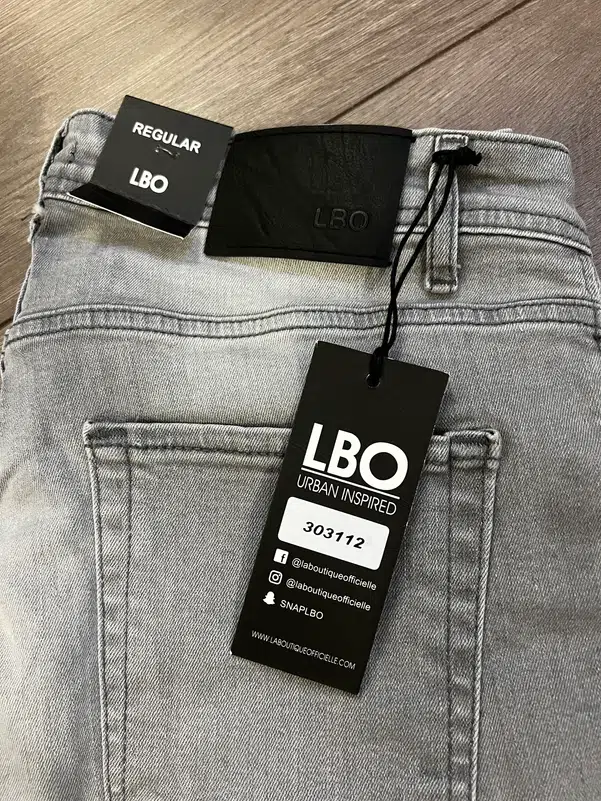 REGULAR
LBO
LBO
LBO
URBAN INSPIRED
303112
@laboutiqueofficielle
@laboutiqueofficielle
SNAPLBO
WWW.LABOUTIQUEOFFICIELLE.COM